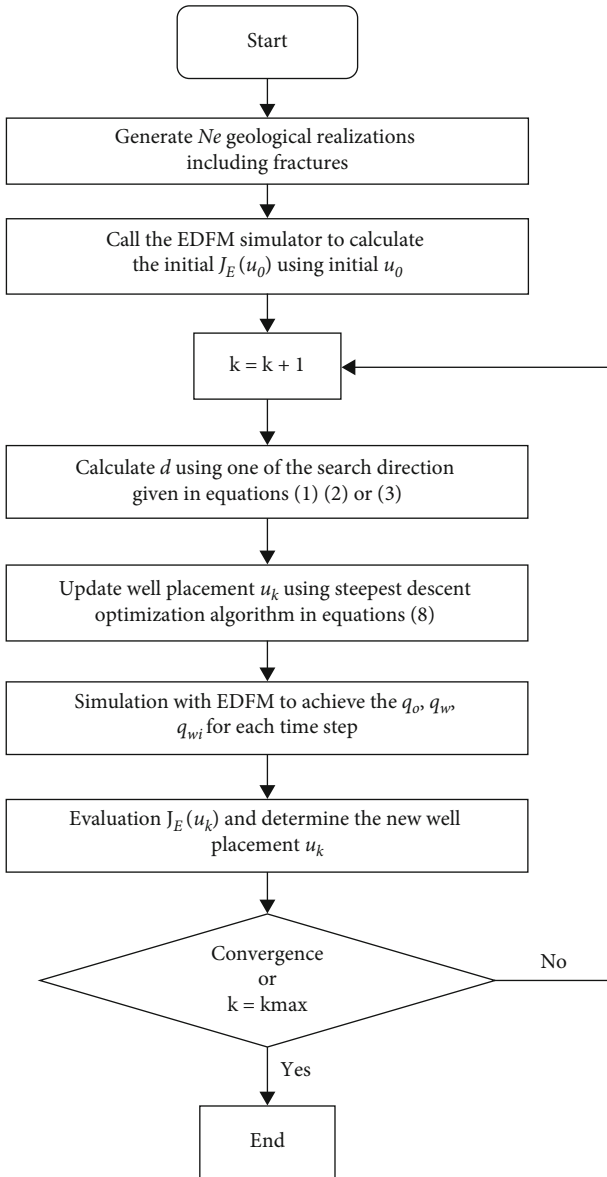 Start
Generate Ne geological realizations
including fractures
Call the EDFM simulator to calculate
the initial J_E(u_0) using initial u_0
k = k + 1
Calculate d using one of the search direction
given in equations (1) (2) or (3)
Update well placement u_k using steepest descent
optimization algorithm in equations (8)
Simulation with EDFM to achieve the q_o, q_w,
q_wi for each time step
Evaluation J_E(u_k) and determine the new well
placement u_k
Convergence
or
k = kmax
No
Yes
End